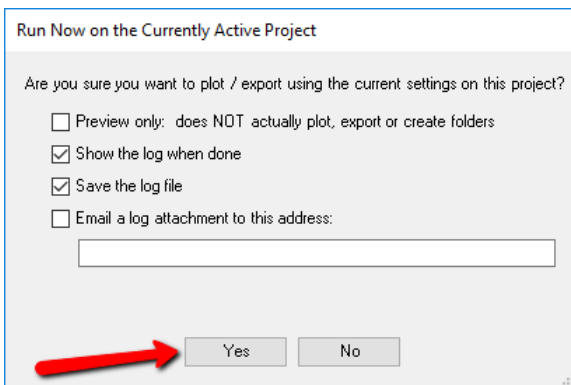 Run Now on the Currently Active Project
Are you sure you want to plot / export using the current settings on this project?
Preview only: does NOT actually plot, export or create folders
Show the log when done
Save the log file
Email a log attachment to this address:
Yes No